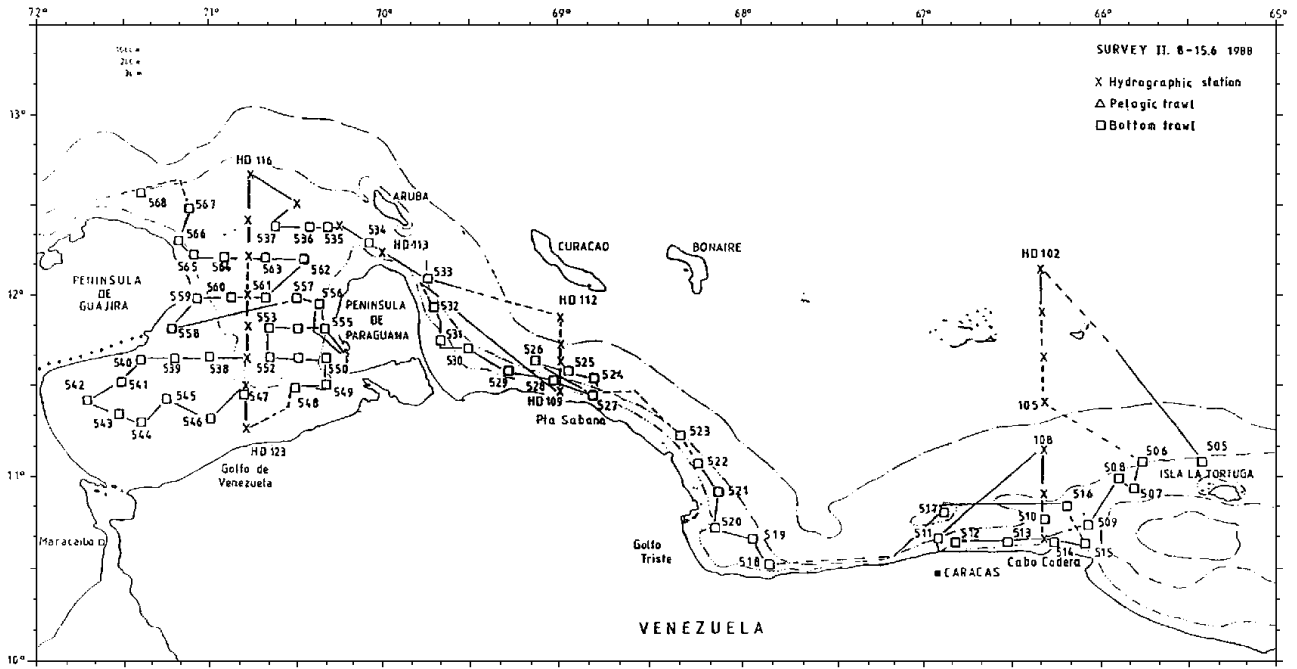 72° 71° 70° 69° 68° 67° 66° 65°
SURVEY II. 8-15.6 1988
X Hydrographic station
Δ Pelagic trawl
□ Bottom trawl
13°
HD 116
568
567
ARUBA
566
537 536 535 534
HD 113
CURACAO
BONAIRE
HD 102
565 564 563 562
533
PENINSULA
DE
GUAJIRA
12°
559 560 561 557 556
HD 112
532
PENINSULA
DE
PARAGUANA
558
553 555
531
530
526 525
524
540 539 538 552 550
542 541
529 528
527
HD 109
549
548
547
545
543 544 546
Pta Sabana
105
HD 123
Golfo de
Venezuela
523
522
108
506 505
508
ISLA LA TORTUGA
11°
521
507
516
517
510
509
520
519
511 512 513
514 515
Maracaibo
Golfo
Triste
518
Cabo Codera
CARACAS
VENEZUELA
10°